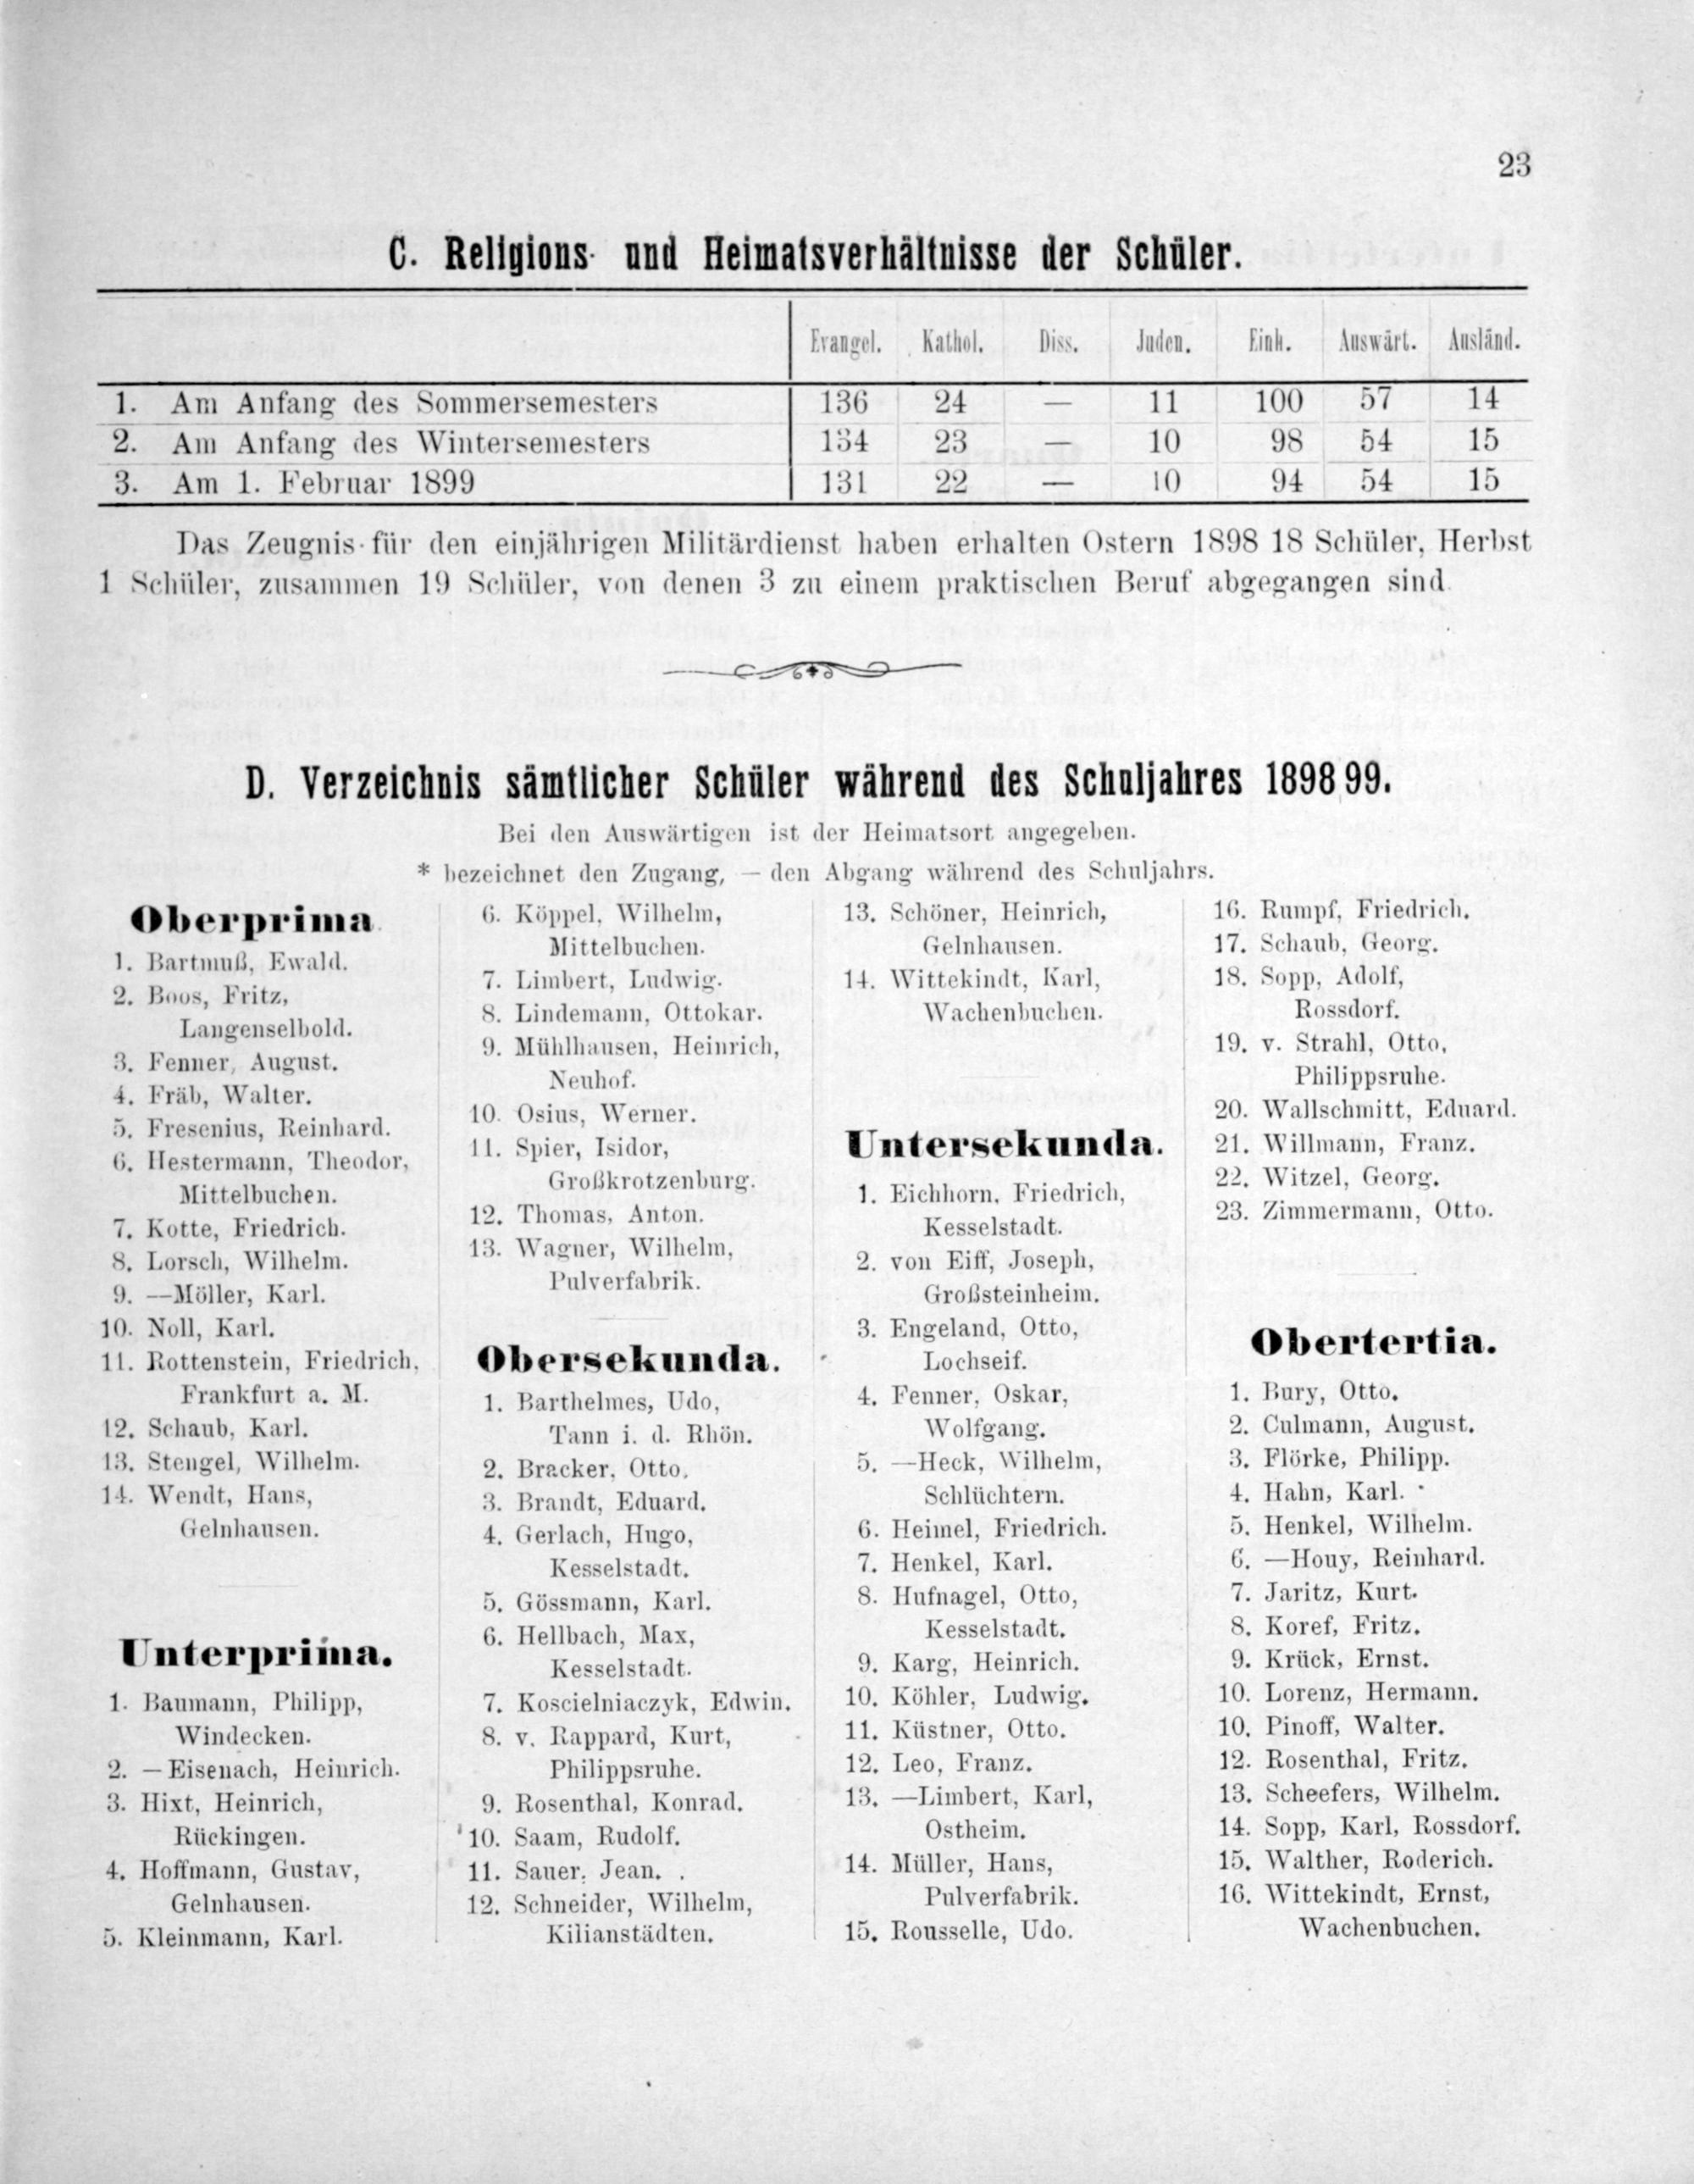 23
C. Religions- und Heimatsverhältnisse der Schüler.
Evangel. Kathol. Diss. Juden. Einh. Auswärt. Ausländ.
1. Am Anfang des Sommersemesters 136 24 — 11 100 57 14
2. Am Anfang des Wintersemesters 134 23 — 10 98 54 15
3. Am 1. Februar 1899 131 22 — 10 94 54 15
Das Zeugnis für den einjährigen Militärdienst haben erhalten Ostern 1898 18 Schüler, Herbst
1 Schüler, zusammen 19 Schüler, von denen 3 zu einem praktischen Beruf abgegangen sind.
D. Verzeichnis sämtlicher Schüler während des Schuljahres 1898 99.
Bei den Auswärtigen ist der Heimatsort angegeben.
* bezeichnet den Zugang, — den Abgang während des Schuljahrs.
Oberprima
1. Bartmuß, Ewald.
2. Boos, Fritz,
Langenselbold.
3. Fenner, August.
4. Fräb, Walter.
5. Fresenius, Reinhard.
6. Hestermann, Theodor,
Mittelbuchen.
7. Kotte, Friedrich.
8. Lorsch, Wilhelm.
9. —Möller, Karl.
10. Noll, Karl.
11. Rottenstein, Friedrich,
Frankfurt a. M.
12. Schaub, Karl.
13. Stengel, Wilhelm.
14. Wendt, Hans,
Gelnhausen.
Unterprima.
1. Baumann, Philipp,
Windecken.
2. —Eisenach, Heinrich.
3. Hixt, Heinrich,
Rückingen.
4. Hoffmann, Gustav,
Gelnhausen.
5. Kleinmann, Karl.
6. Köppel, Wilhelm,
Mittelbuchen.
7. Limbert, Ludwig.
8. Lindemann, Ottokar.
9. Mühlhausen, Heinrich,
Neuhof.
10. Osius, Werner.
11. Spier, Isidor,
Großkrotzenburg.
12. Thomas, Anton.
13. Wagner, Wilhelm,
Pulverfabrik.
Obersekunda.
1. Barthelmes, Udo,
Tann i. d. Rhön.
2. Bracker, Otto.
3. Brandt, Eduard.
4. Gerlach, Hugo,
Kesselstadt.
5. Gössmann, Karl.
6. Hellbach, Max,
Kesselstadt.
7. Koscielniaczyk, Edwin.
8. v. Rappard, Kurt,
Philippsruhe.
9. Rosenthal, Konrad.
10. Saam, Rudolf.
11. Sauer, Jean.
12. Schneider, Wilhelm,
Kilianstädten.
13. Schöner, Heinrich,
Gelnhausen.
14. Wittekindt, Karl,
Wachenbuchen.
Untersekunda.
1. Eichhorn, Friedrich,
Kesselstadt.
2. von Eiff, Joseph,
Großsteinheim.
3. Engeland, Otto,
Lochseif.
4. Fenner, Oskar,
Wolfgang.
5. —Heck, Wilhelm,
Schlüchtern.
6. Heimel, Friedrich.
7. Henkel, Karl.
8. Hufnagel, Otto,
Kesselstadt.
9. Karg, Heinrich.
10. Köhler, Ludwig.
11. Küstner, Otto.
12. Leo, Franz.
13. —Limbert, Karl,
Ostheim.
14. Müller, Hans,
Pulverfabrik.
15. Rousselle, Udo.
16. Rumpf, Friedrich.
17. Schaub, Georg.
18. Sopp, Adolf,
Rossdorf.
19. v. Strahl, Otto,
Philippsruhe.
20. Wallschmitt, Eduard.
21. Willmann, Franz.
22. Witzel, Georg.
23. Zimmermann, Otto.
Obertertia.
1. Bury, Otto.
2. Culmann, August.
3. Flörke, Philipp.
4. Hahn, Karl.
5. Henkel, Wilhelm.
6. —Houy, Reinhard.
7. Jaritz, Kurt.
8. Koref, Fritz.
9. Krück, Ernst.
10. Lorenz, Hermann.
10. Pinoff, Walter.
12. Rosenthal, Fritz.
13. Scheefers, Wilhelm.
14. Sopp, Karl, Rossdorf.
15. Walther, Roderich.
16. Wittekindt, Ernst,
Wachenbuchen.